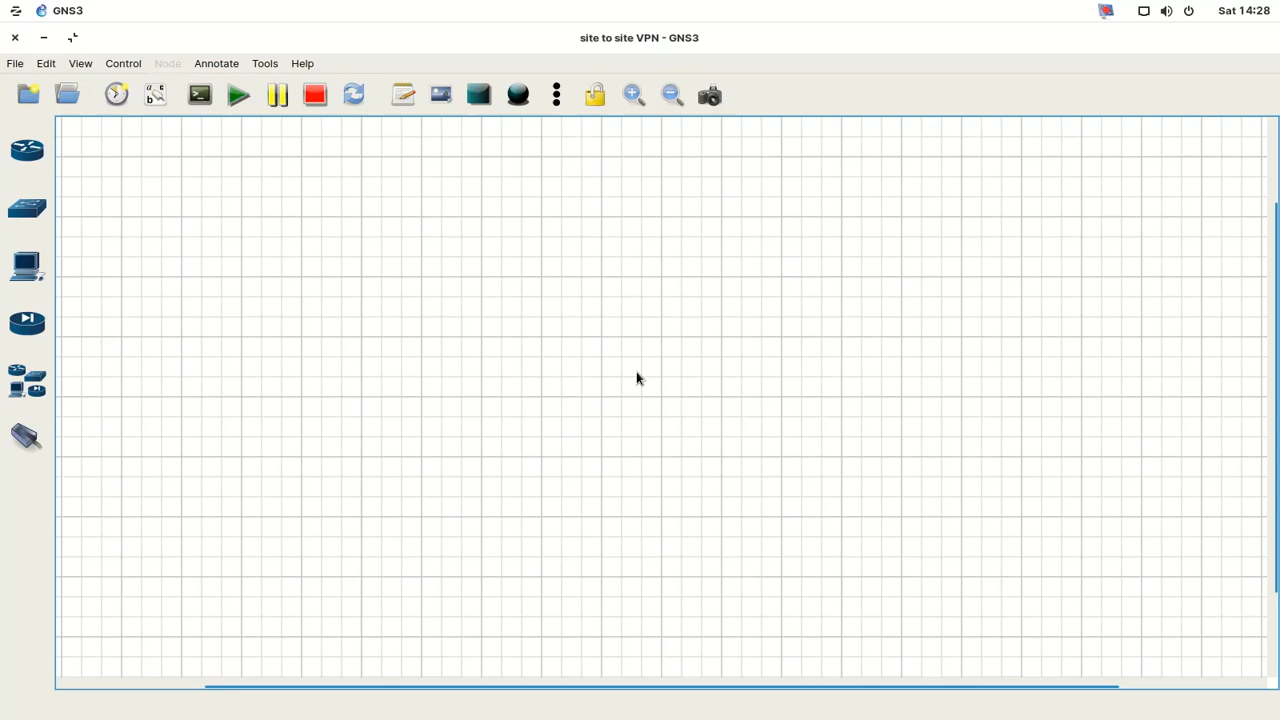 GNS3
Sat 14:28
site to site VPN - GNS3
File Edit View Control Node Annotate Tools Help